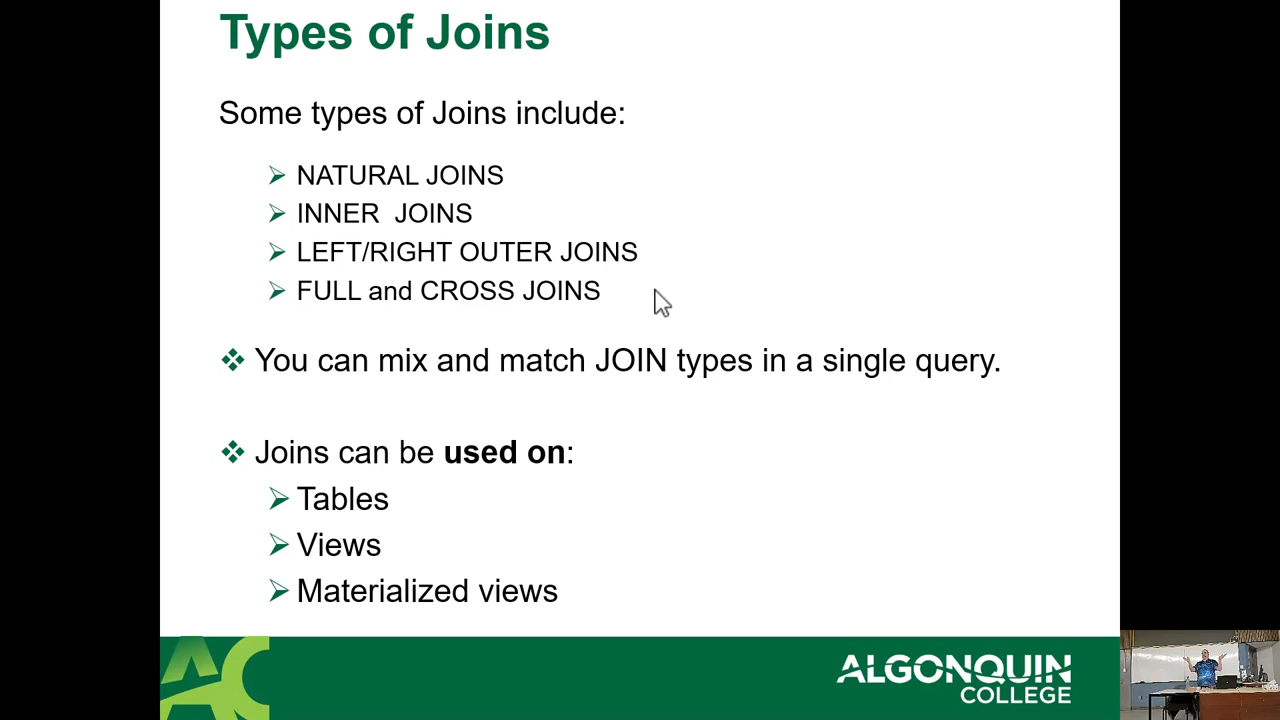 Types of Joins
Some types of Joins include:
NATURAL JOINS
INNER  JOINS
LEFT/RIGHT OUTER JOINS
FULL and CROSS JOINS
You can mix and match JOIN types in a single query.
Joins can be used on:
Tables
Views
Materialized views
AC
ALGONQUIN
COLLEGE